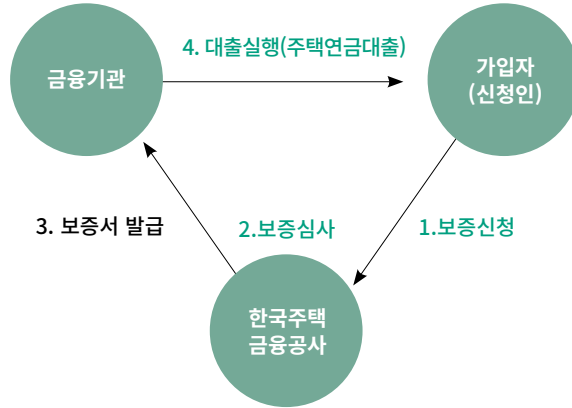 4. 대출실행(주택연금대출)
금융기관
가입자
(신청인)
3. 보증서 발급
2.보증심사
1.보증신청
한국주택
금융공사